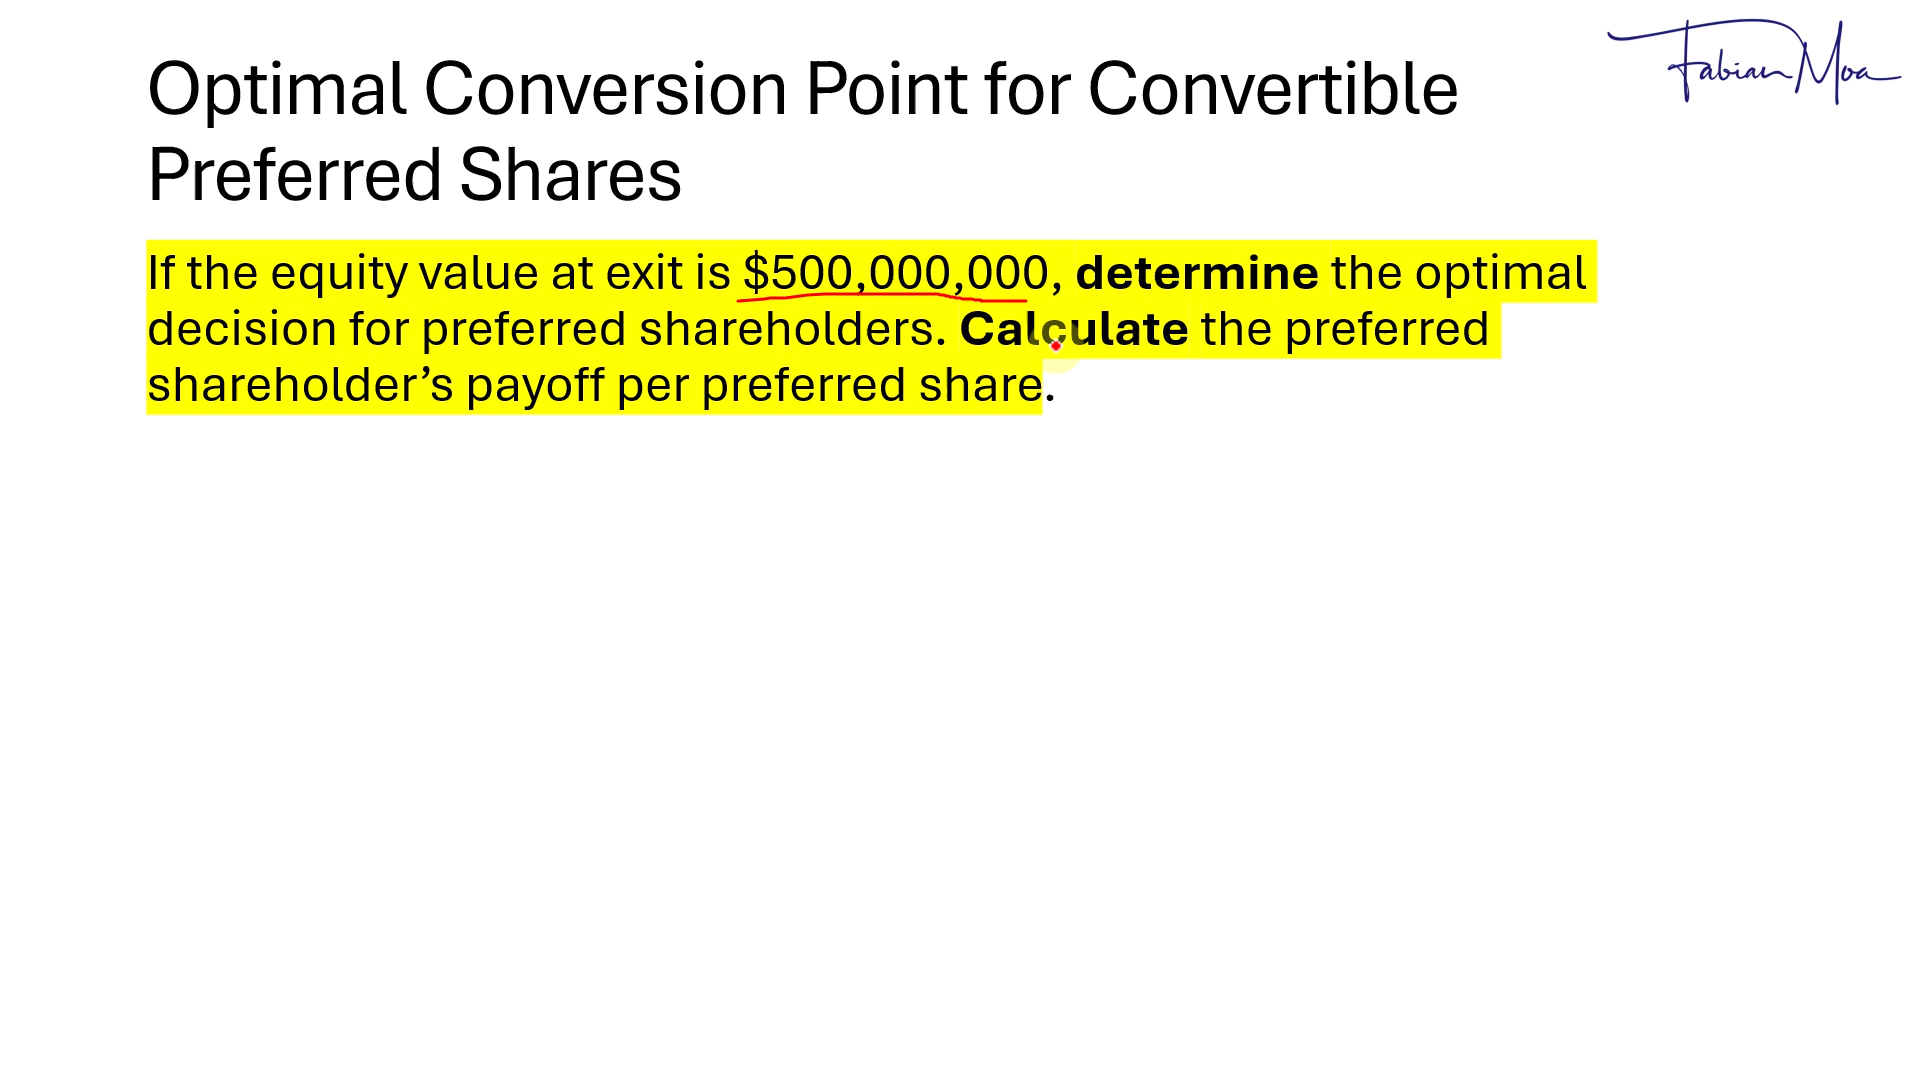 Fabian Moa
Optimal Conversion Point for Convertible
Preferred Shares
If the equity value at exit is $500,000,000, determine the optimal
decision for preferred shareholders. Calculate the preferred
shareholder’s payoff per preferred share.